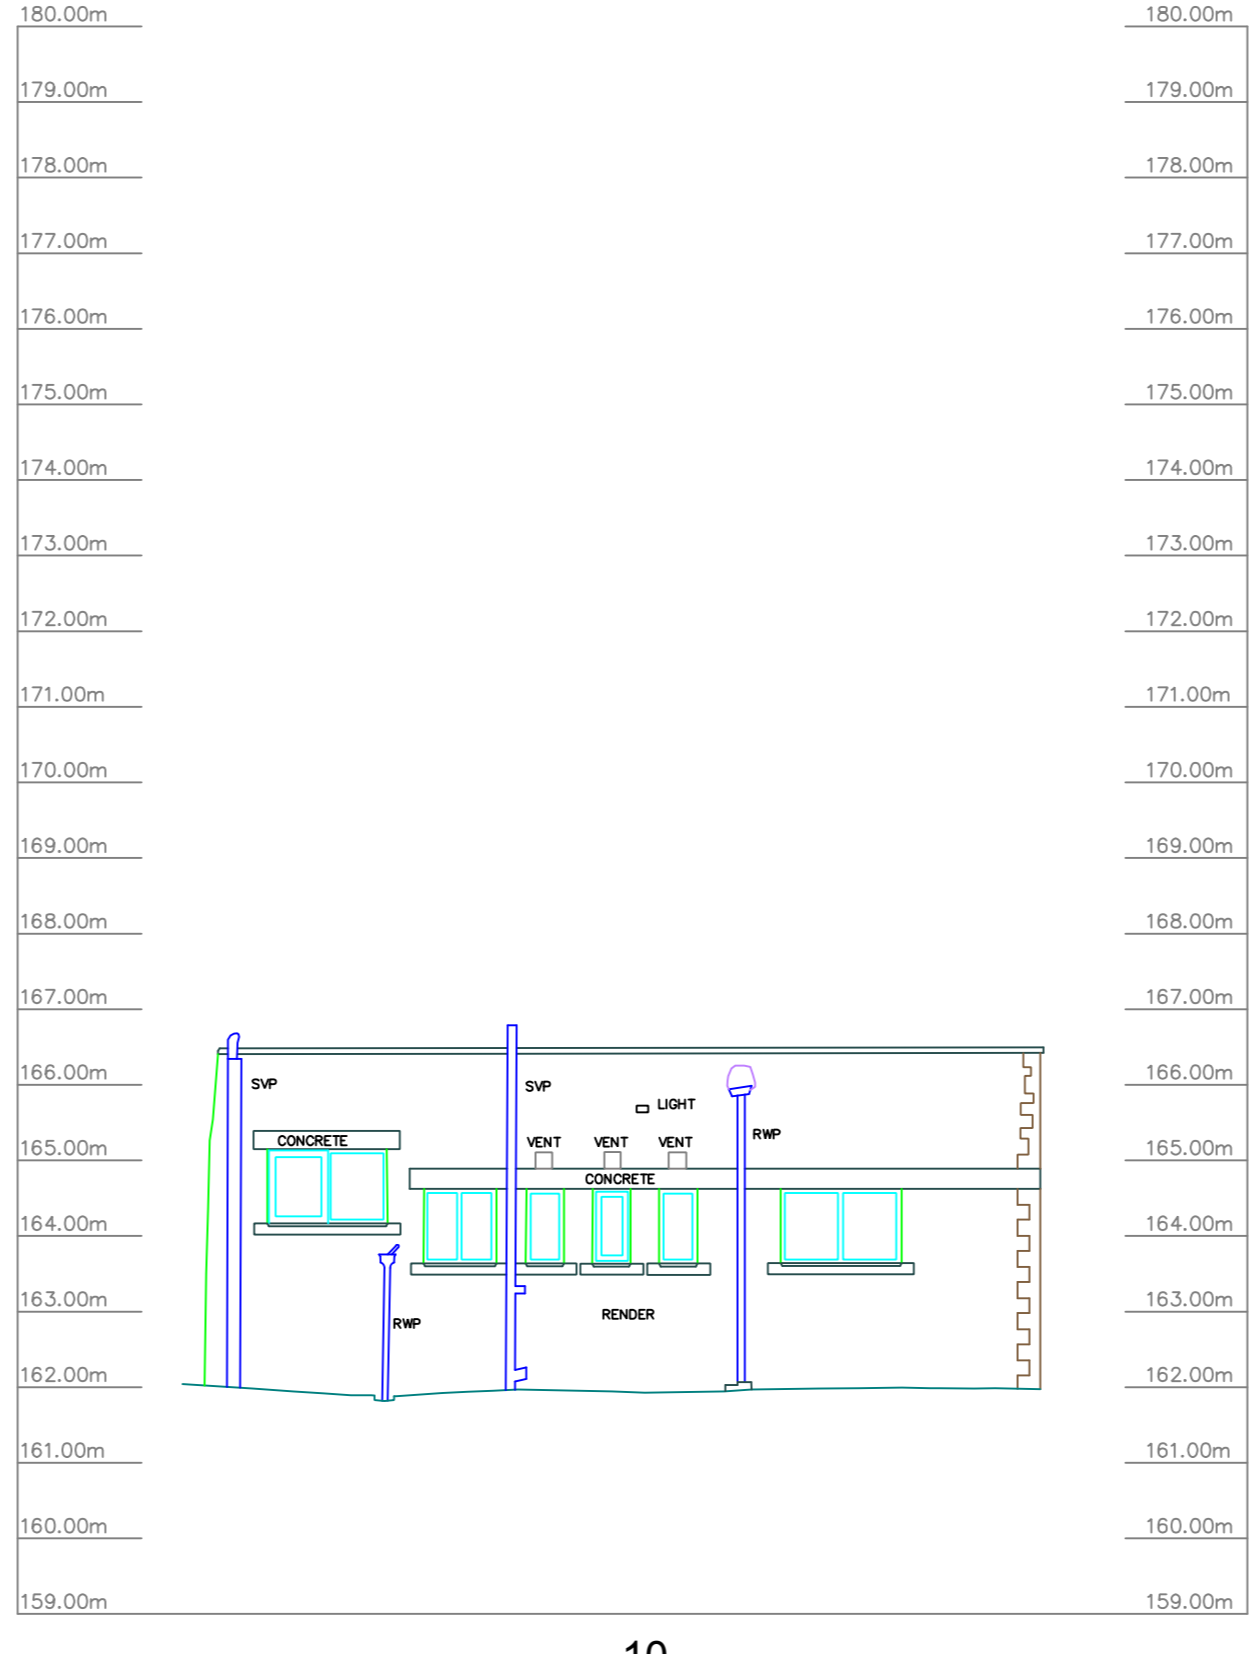 180.00m 180.00m
179.00m 179.00m
178.00m 178.00m
177.00m 177.00m
176.00m 176.00m
175.00m 175.00m
174.00m 174.00m
173.00m 173.00m
172.00m 172.00m
171.00m 171.00m
170.00m 170.00m
169.00m 169.00m
168.00m 168.00m
167.00m 167.00m
166.00m 166.00m
SVP SVP
LIGHT
RWP
CONCRETE VENT VENT VENT
165.00m 165.00m
CONCRETE
164.00m 164.00m
163.00m 163.00m
RENDER
RWP
162.00m 162.00m
161.00m 161.00m
160.00m 160.00m
159.00m 159.00m